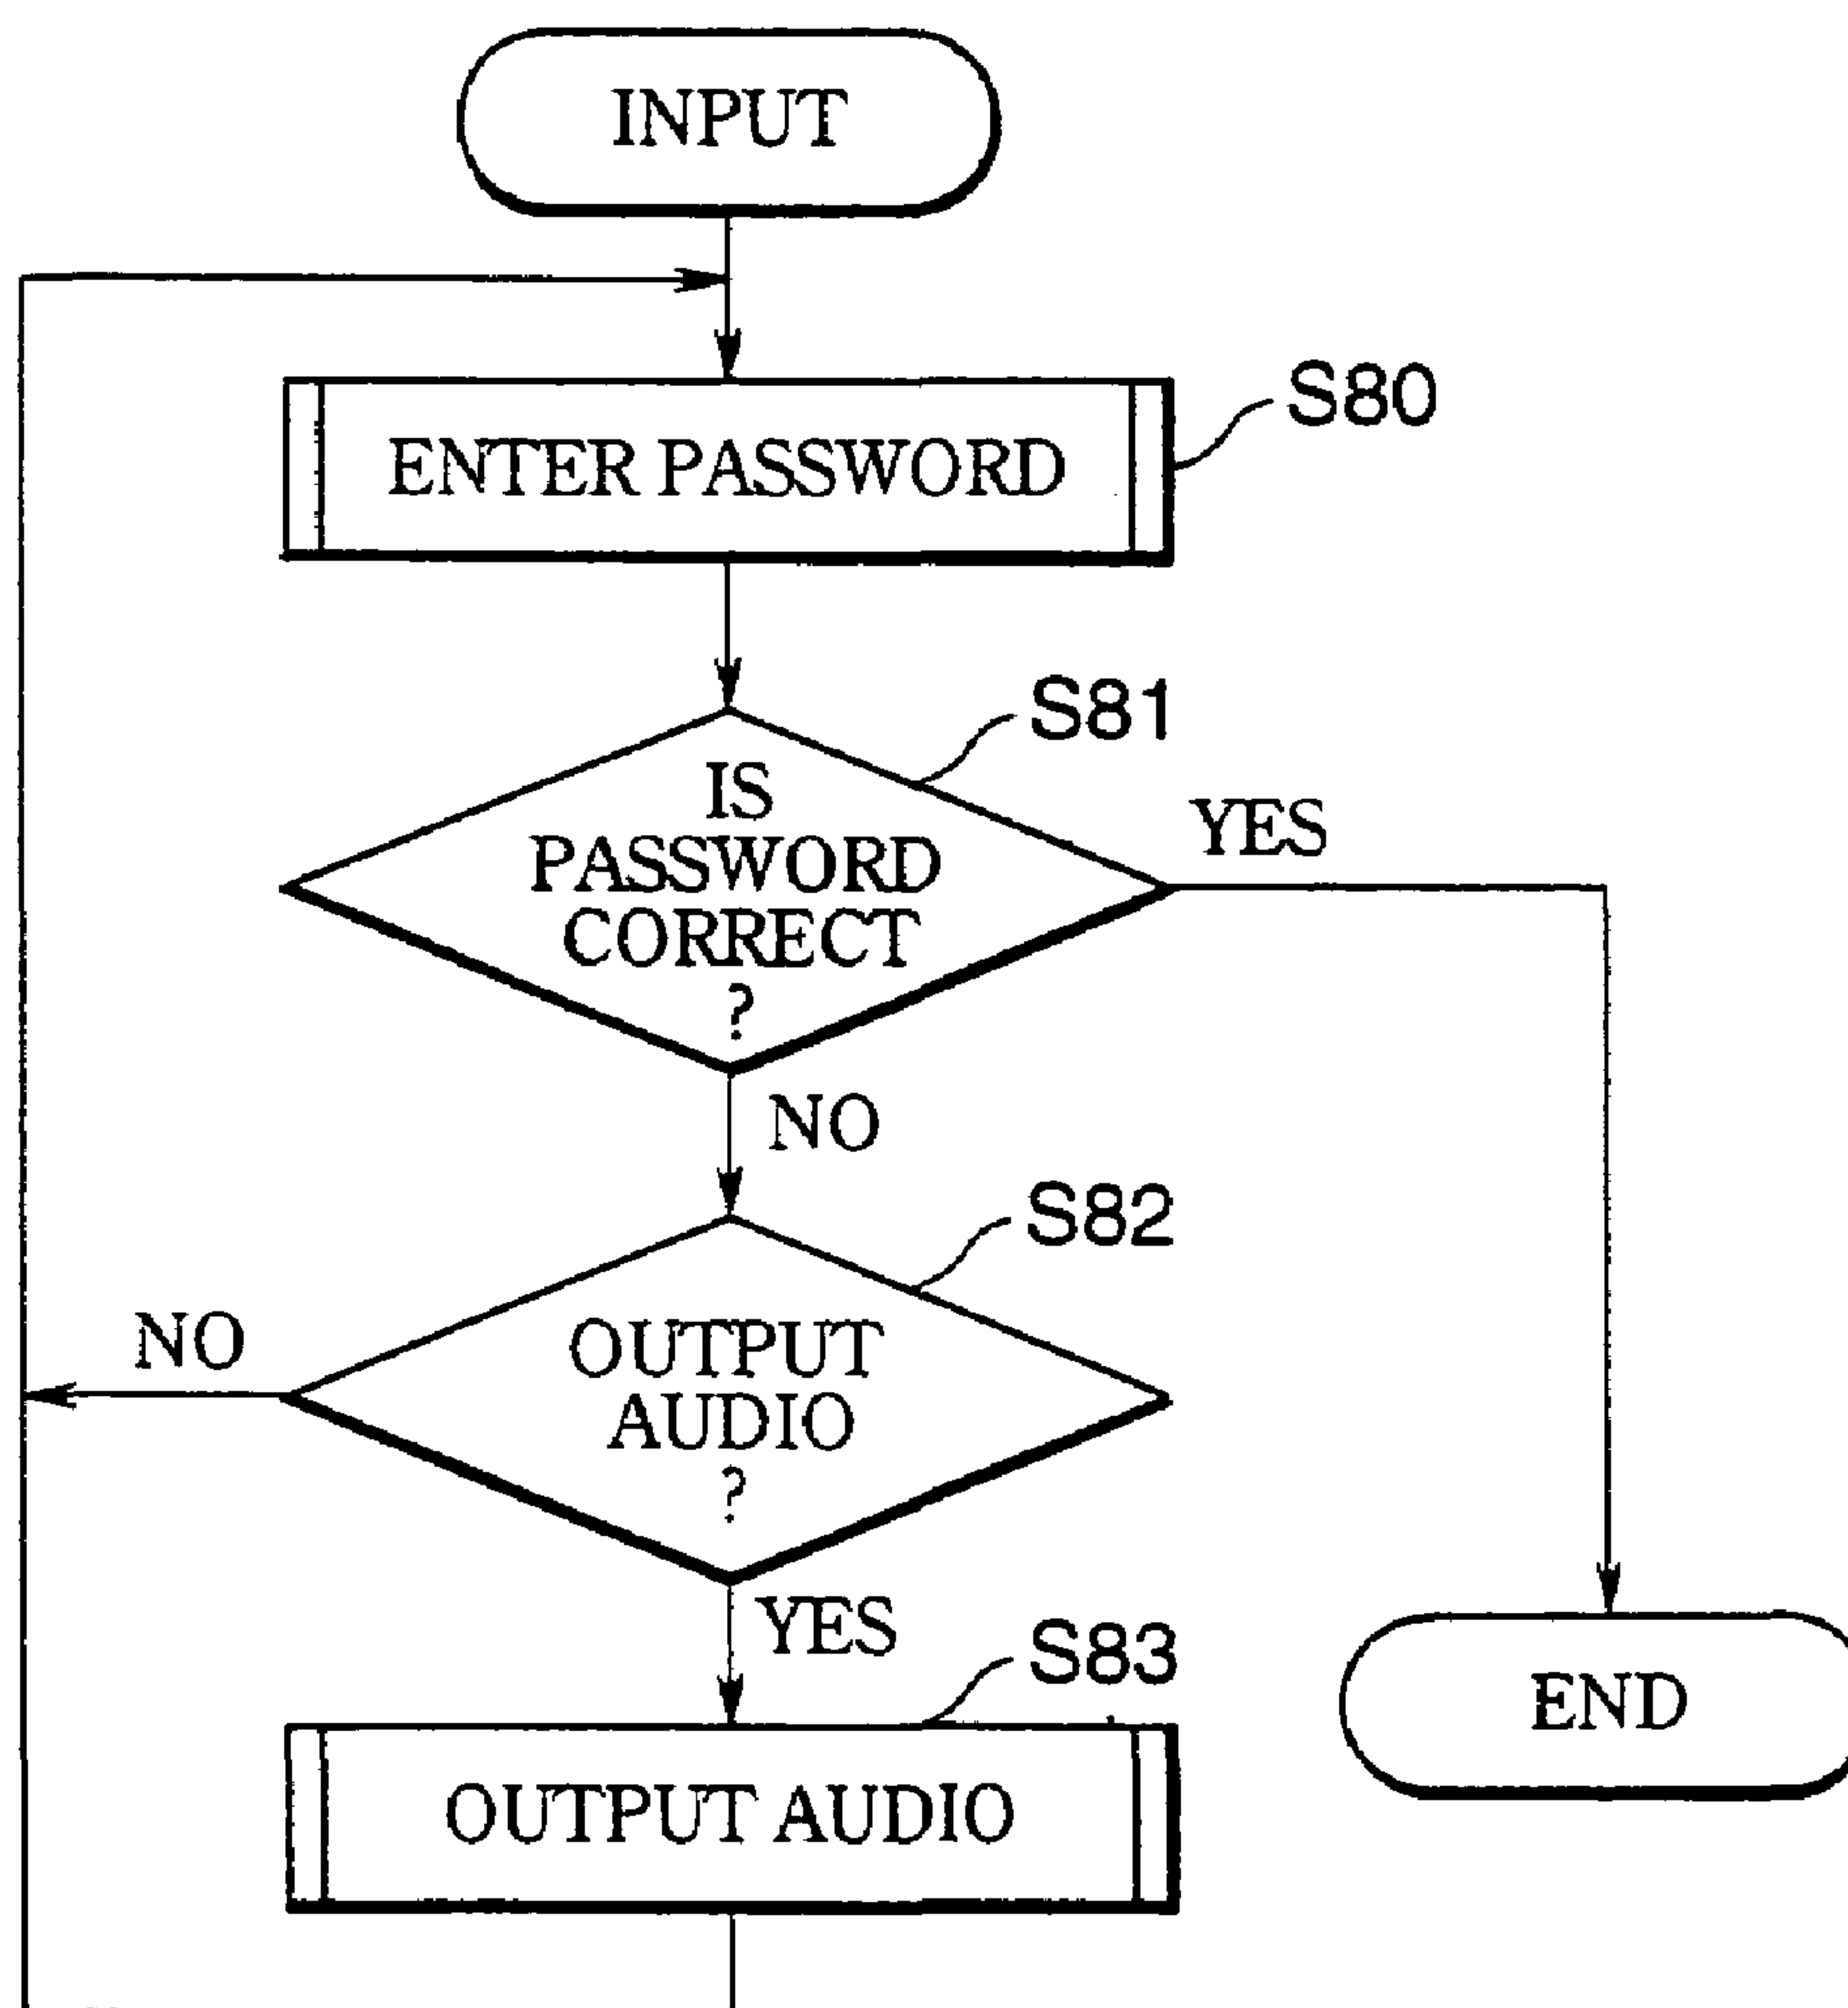 INPUT
ENTER PASSWORD
S80
S81
IS
PASSWORD
CORRECT
?
YES
NO
S82
OUTPUT
AUDIO
?
NO
YES
S83
OUTPUT AUDIO
END